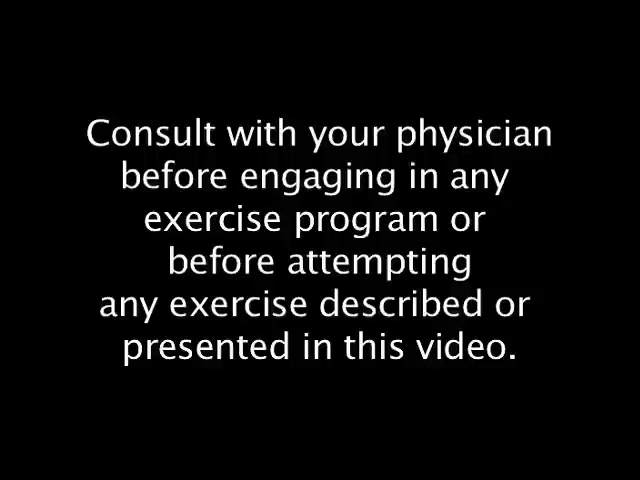 Consult with your physician
before engaging in any
exercise program or
before attempting
any exercise described or
presented in this video.